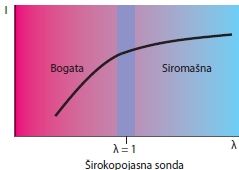 I
Bogata
Siromašna
λ
λ = 1
Širokopojasna sonda